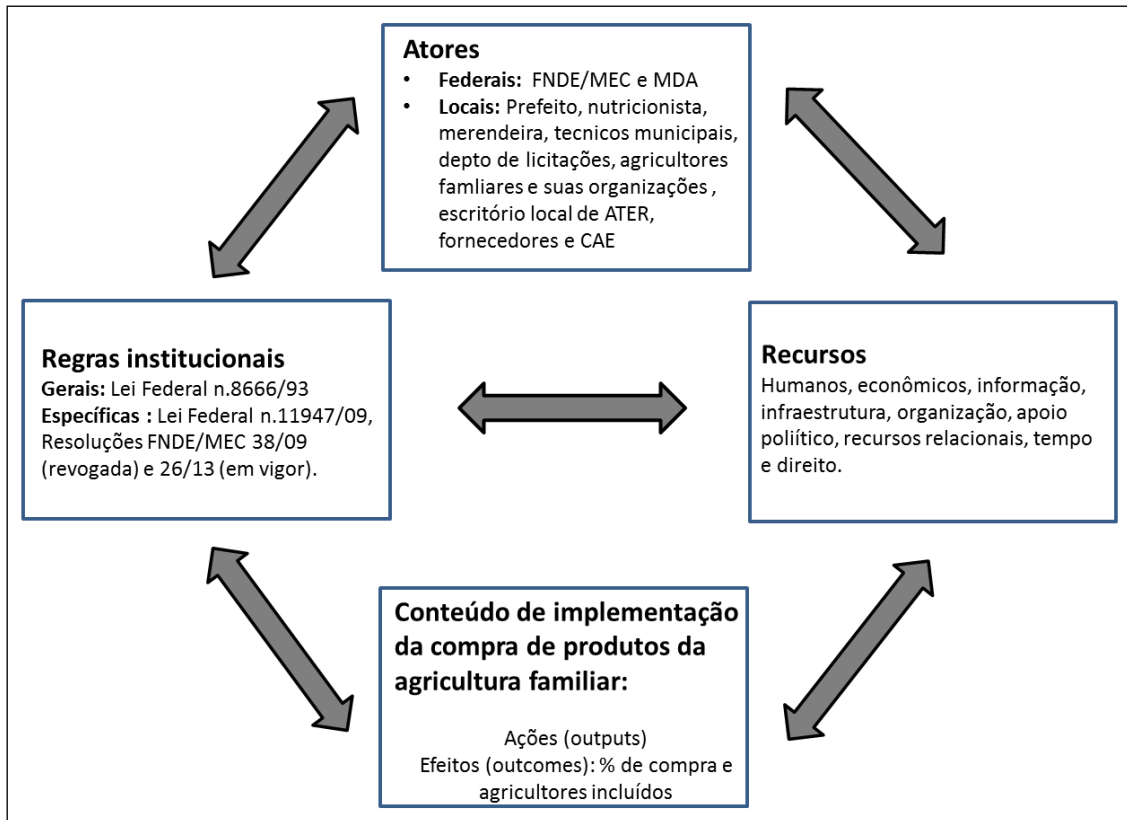 Atores
• Federais: FNDE/MEC e MDA
• Locais: Prefeito, nutricionista,
merendeira, tecnicos municipais,
depto de licitações, agricultores
famliares e suas organizações ,
escritório local de ATER,
fornecedores e CAE
Regras institucionais
Gerais: Lei Federal n.8666/93
Específicas : Lei Federal n.11947/09,
Resoluções FNDE/MEC 38/09
(revogada) e 26/13 (em vigor).
Recursos
Humanos, econômicos, informação,
infraestrutura, organização, apoio
poliítico, recursos relacionais, tempo
e direito.
Conteúdo de implementação
da compra de produtos da
agricultura familiar:
Ações (outputs)
Efeitos (outcomes): % de compra e
agricultores incluídos